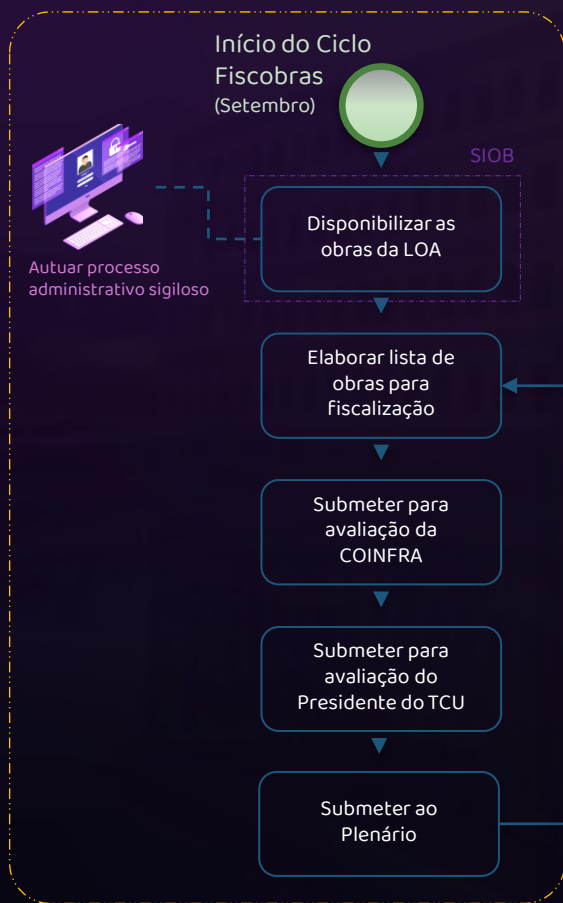 Início do Ciclo
Fiscobras
(Setembro)
SIOB
Disponibilizar as
obras da LOA
Autuar processo
administrativo sigiloso
Elaborar lista de
obras para
fiscalização
Submeter para
avaliação da
COINFRA
Submeter para
avaliação do
Presidente do TCU
Submeter ao
Plenário